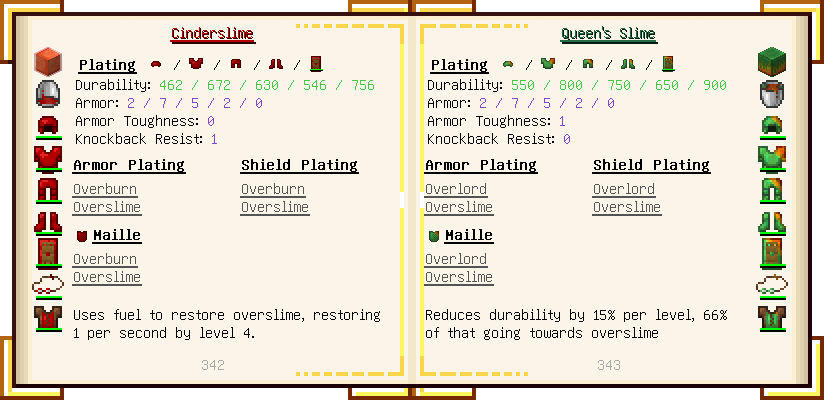 Cinderslime
Plating / / / /
Durability: 462 / 672 / 630 / 546 / 756
Armor: 2 / 7 / 5 / 2 / 0
Armor Toughness: 0
Knockback Resist: 1
Armor Plating Shield Plating
Overburn Overburn
Overslime Overslime
Maille
Overburn
Overslime
Uses fuel to restore overslime, restoring
1 per second by level 4.
342
Queen's Slime
Plating / / / /
Durability: 550 / 800 / 750 / 650 / 900
Armor: 2 / 7 / 5 / 2 / 0
Armor Toughness: 1
Knockback Resist: 0
Armor Plating Shield Plating
Overlord Overlord
Overslime Overslime
Maille
Overlord
Overslime
Reduces durability by 15% per level, 66%
of that going towards overslime
343